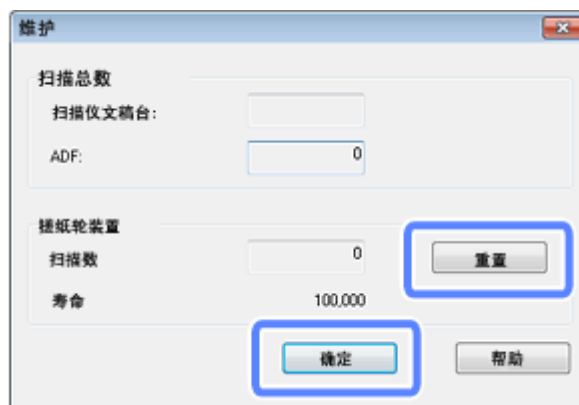 维护
扫描总数
扫描仪文稿台:
ADF:
0
搓纸轮装置
扫描数
0
重置
寿命
100,000
确定
帮助